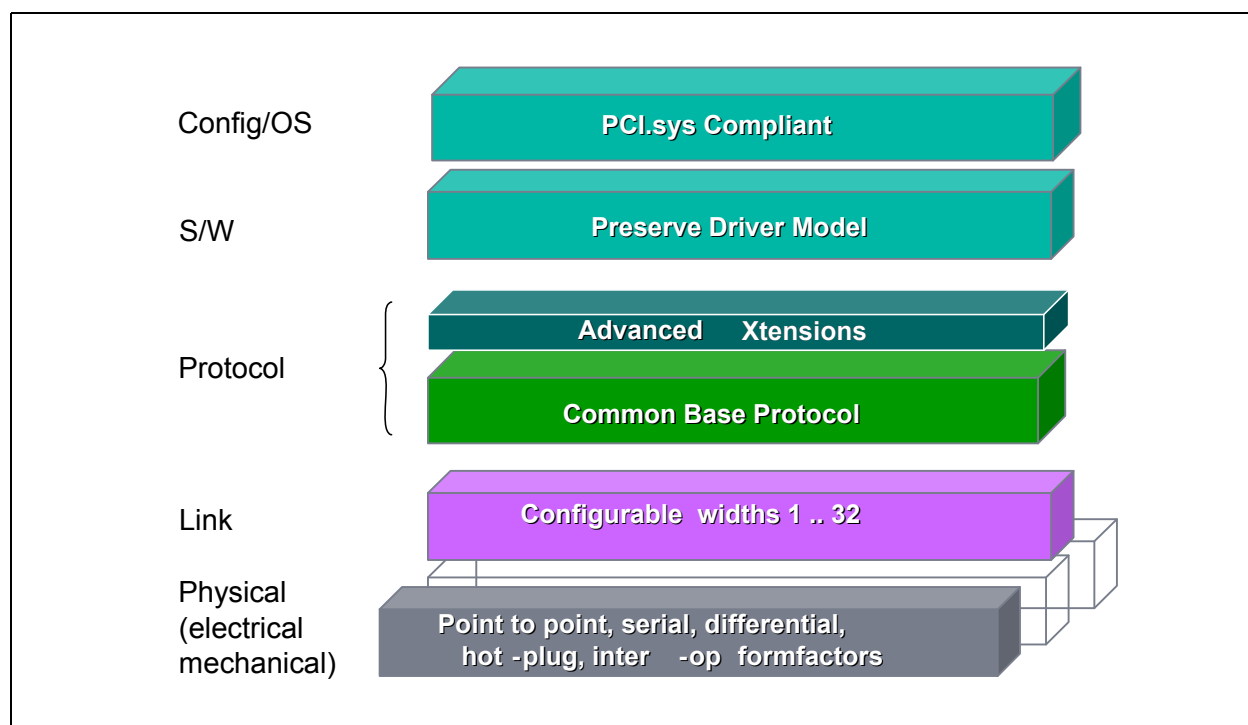 Config/OS
PCI.sys Compliant
S/W
Preserve Driver Model
Advanced Xtensions
Protocol
Common Base Protocol
Link
Configurable widths 1 .. 32
Physical
(electrical
mechanical)
Point to point, serial, differential,
hot -plug, inter -op formfactors